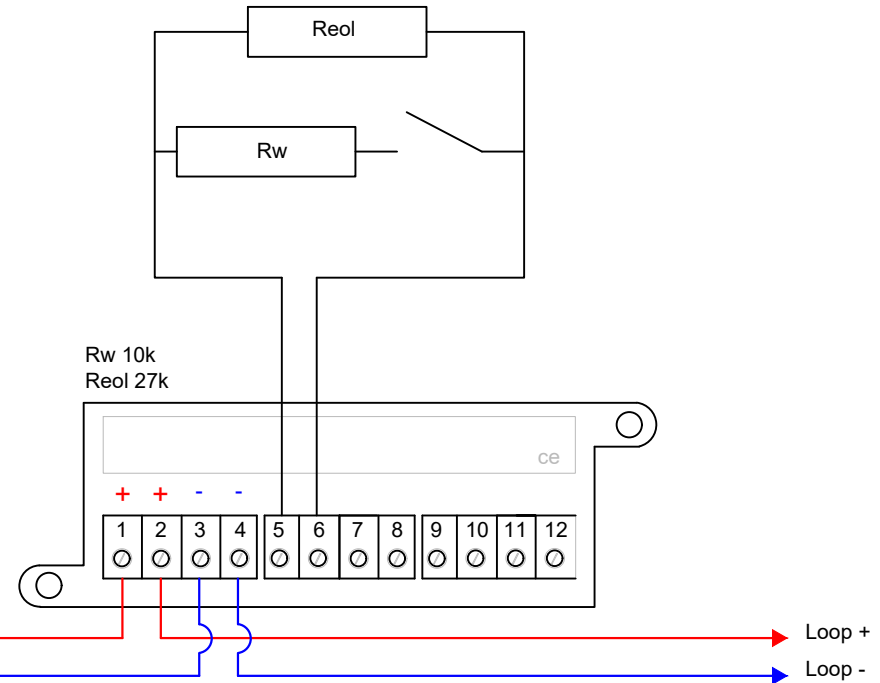 Reol
Rw
Rw 10k
Reol 27k
ce
+ + - -
1 2 3 4 5 6 7 8 9 10 11 12
Loop +
Loop -